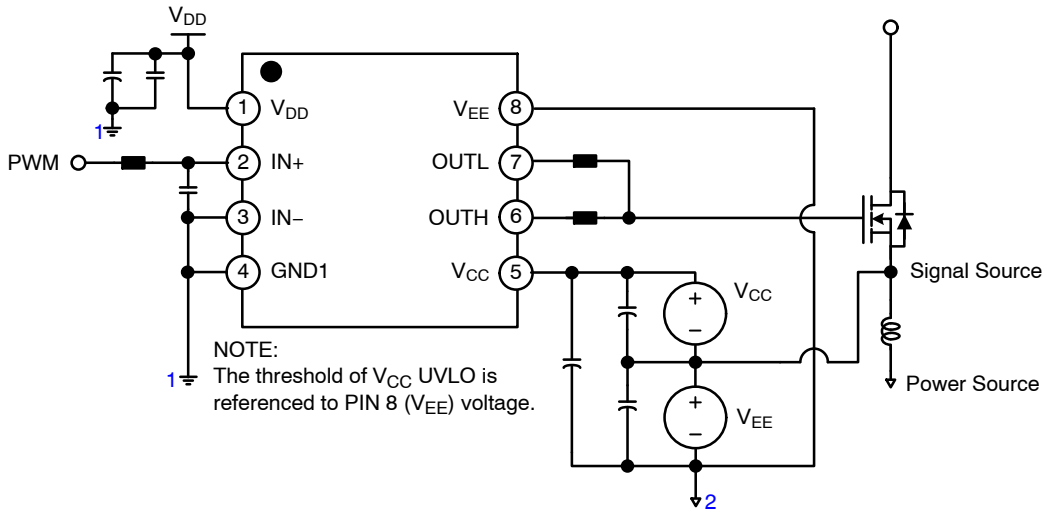 VDD
1
1 VDD
VEE 8
PWM
2 IN+
OUTL 7
3 IN−
OUTH 6
4 GND1
VCC 5
Signal Source
+
−
VCC
1
NOTE:
The threshold of VCC UVLO is
referenced to PIN 8 (VEE) voltage.
Power Source
+
−
VEE
2